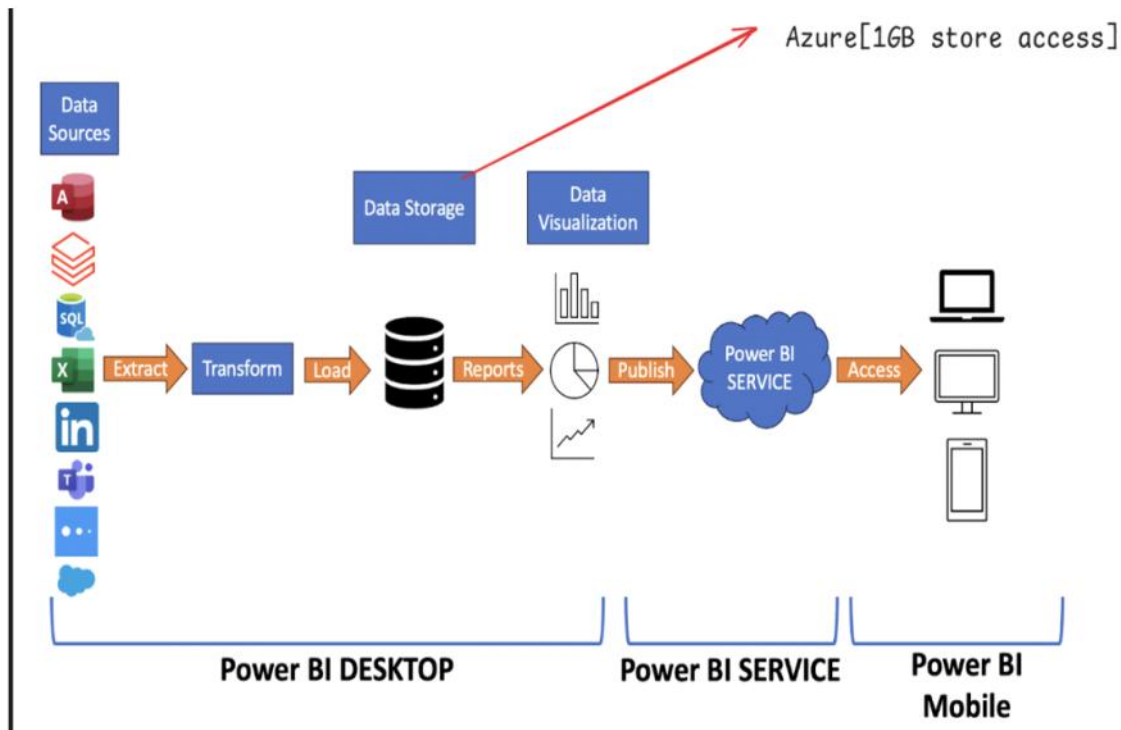 Azure[1GB store access]
Data
Sources
A
Data Storage
Data
Visualization
SQL
X
Extract
Transform
Load
Reports
Publish
Power BI
SERVICE
Access
in
T
Power BI DESKTOP
Power BI SERVICE
Power BI
Mobile